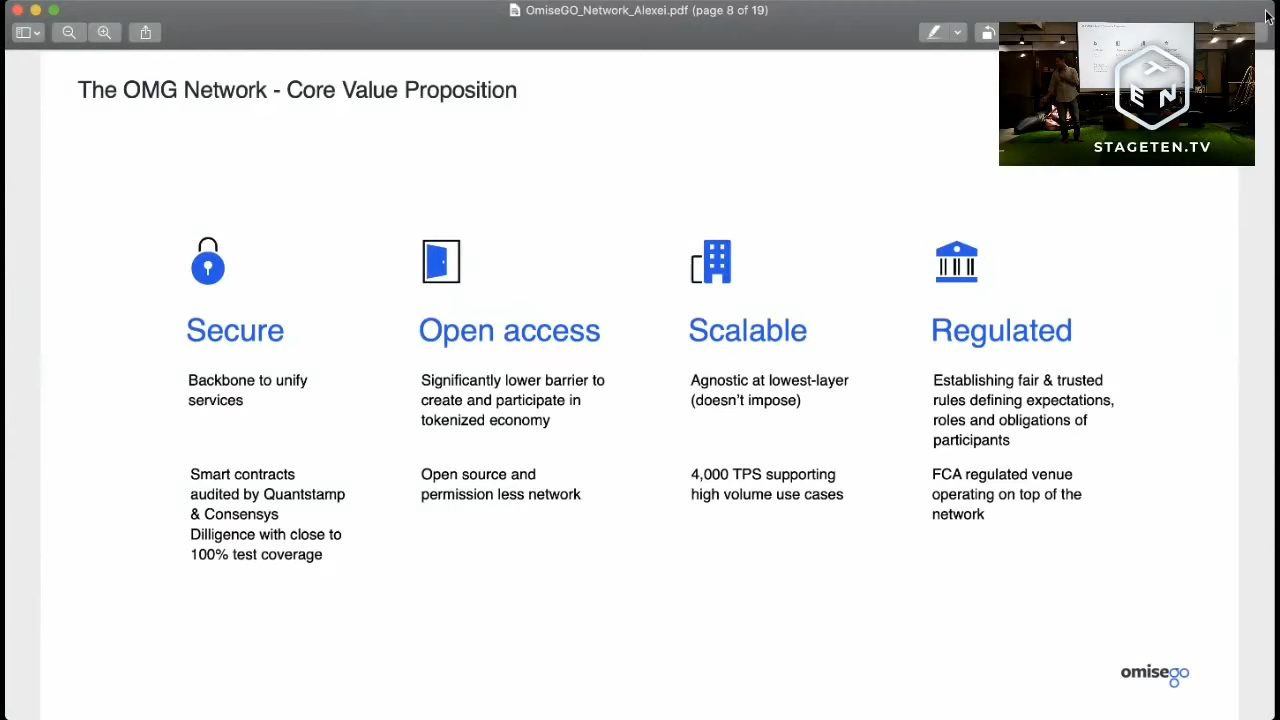 OmiseGO_Network_Alexei.pdf (page 8 of 19)
The OMG Network - Core Value Proposition
TEN
STAGETEN.TV
Secure
Backbone to unify
services
Smart contracts
audited by Quantstamp
& Consensys
Dilligence with close to
100% test coverage
Open access
Significantly lower barrier to
create and participate in
tokenized economy
Open source and
permission less network
Scalable
Agnostic at lowest-layer
(doesn't impose)
4,000 TPS supporting
high volume use cases
Regulated
Establishing fair & trusted
rules defining expectations,
roles and obligations of
participants
FCA regulated venue
operating on top of the
network
omisego